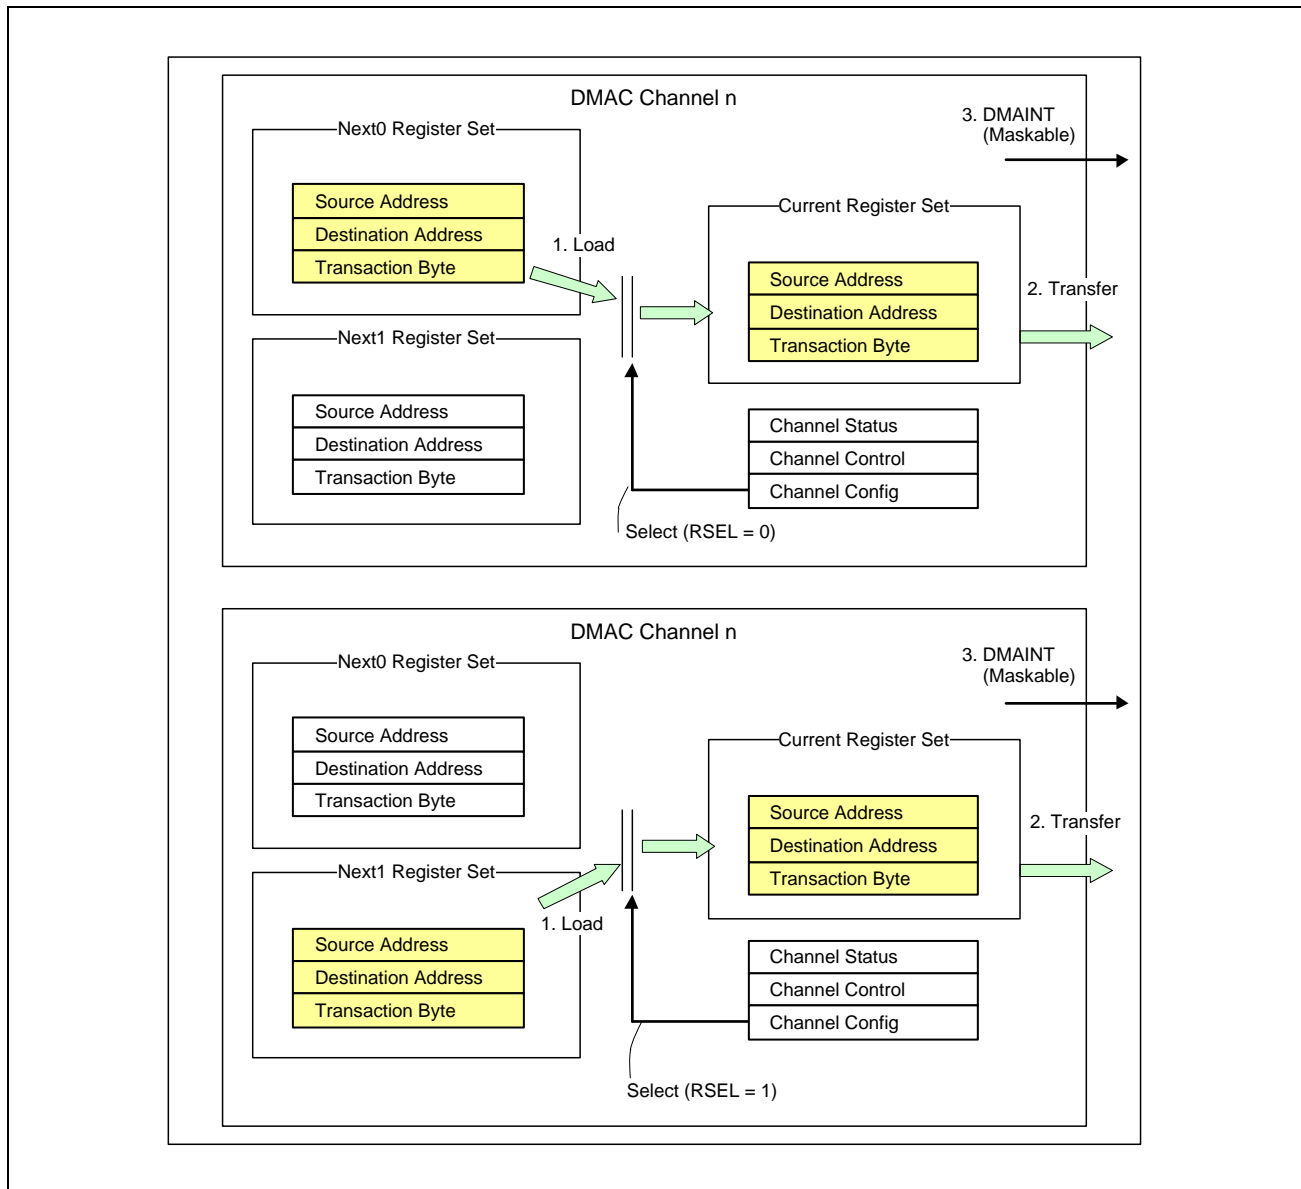 DMAC Channel n
3. DMAINT
(Maskable)
Next0 Register Set
Source Address
Destination Address
Transaction Byte
1. Load
Current Register Set
Source Address
Destination Address
Transaction Byte
2. Transfer
Next1 Register Set
Source Address
Destination Address
Transaction Byte
Channel Status
Channel Control
Channel Config
Select (RSEL = 0)
DMAC Channel n
3. DMAINT
(Maskable)
Next0 Register Set
Source Address
Destination Address
Transaction Byte
Current Register Set
Source Address
Destination Address
Transaction Byte
2. Transfer
Next1 Register Set
1. Load
Source Address
Destination Address
Transaction Byte
Channel Status
Channel Control
Channel Config
Select (RSEL = 1)